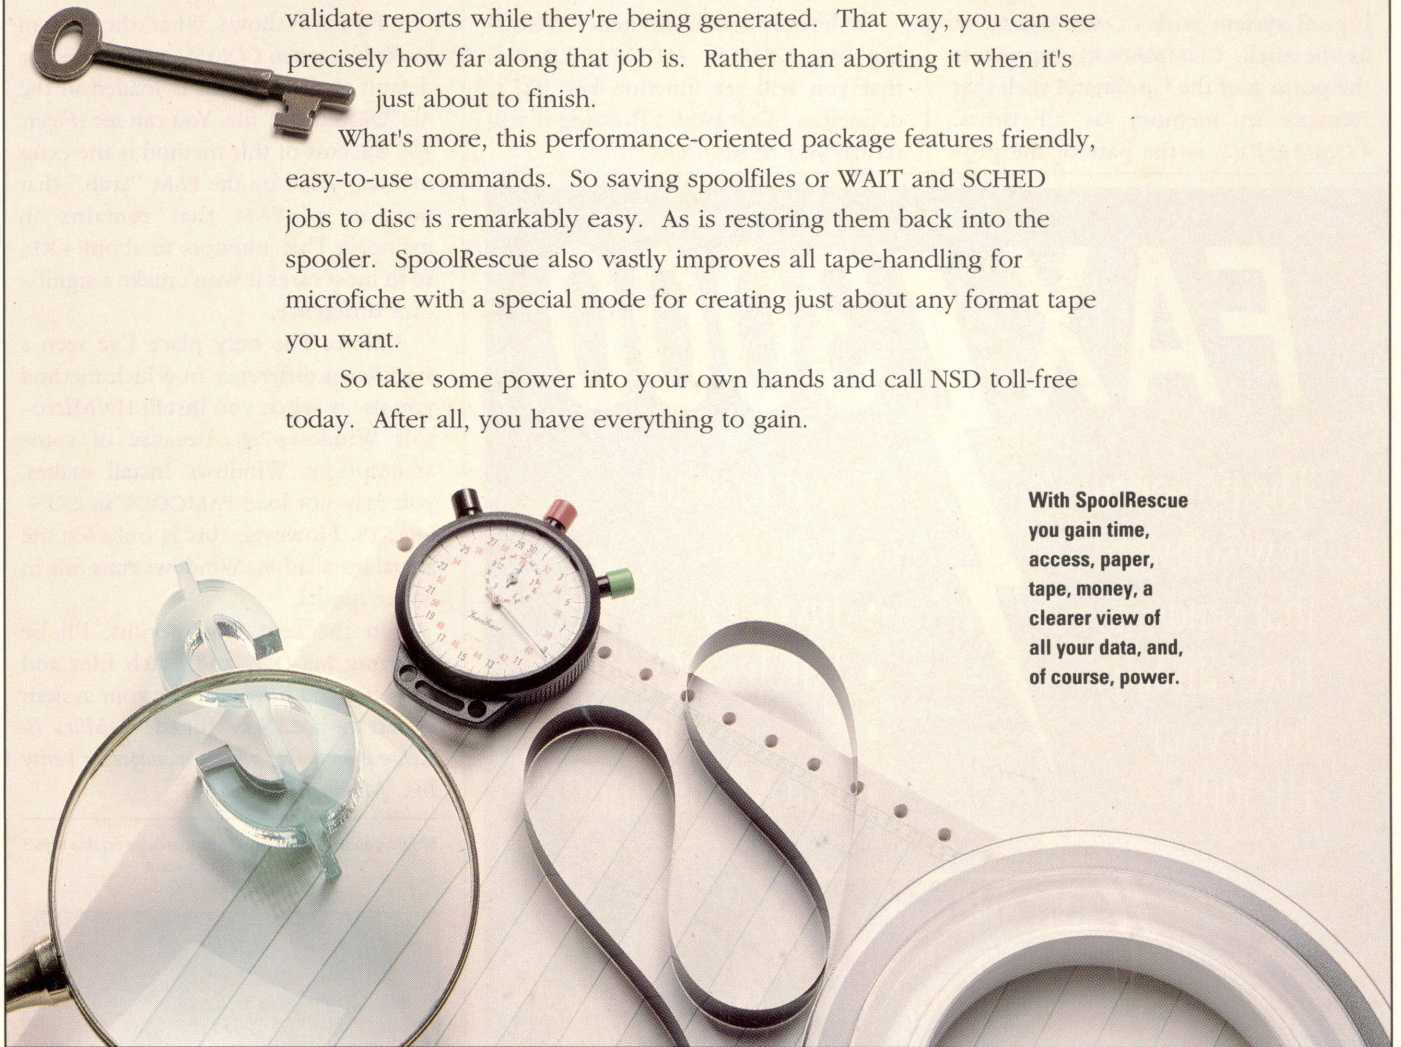 validate reports while they're being generated. That way, you can see
precisely how far along that job is. Rather than aborting it when it's
just about to finish.
What's more, this performance-oriented package features friendly,
easy-to-use commands. So saving spoolfiles or WAIT and SCHED
jobs to disc is remarkably easy. As is restoring them back into the
spooler. SpoolRescue also vastly improves all tape-handling for
microfiche with a special mode for creating just about any format tape
you want.
So take some power into your own hands and call NSD toll-free
today. After all, you have everything to gain.
With SpoolRescue
you gain time,
access, paper,
tape, money, a
clearer view of
all your data, and,
of course, power.